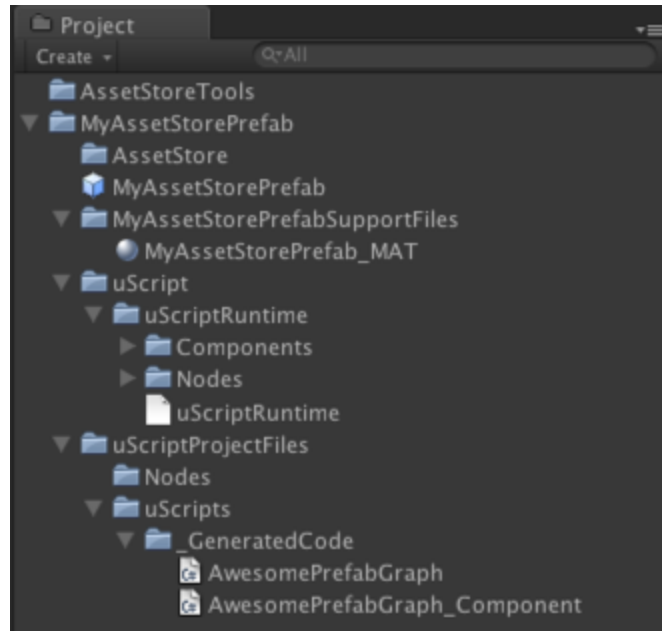 Project
Create
All
AssetStoreTools
MyAssetStorePrefab
AssetStore
MyAssetStorePrefab
MyAssetStorePrefabSupportFiles
MyAssetStorePrefab_MAT
uScript
uScriptRuntime
Components
Nodes
uScriptRuntime
uScriptProjectFiles
Nodes
uScripts
_GeneratedCode
C# AwesomePrefabGraph
C# AwesomePrefabGraph_Component